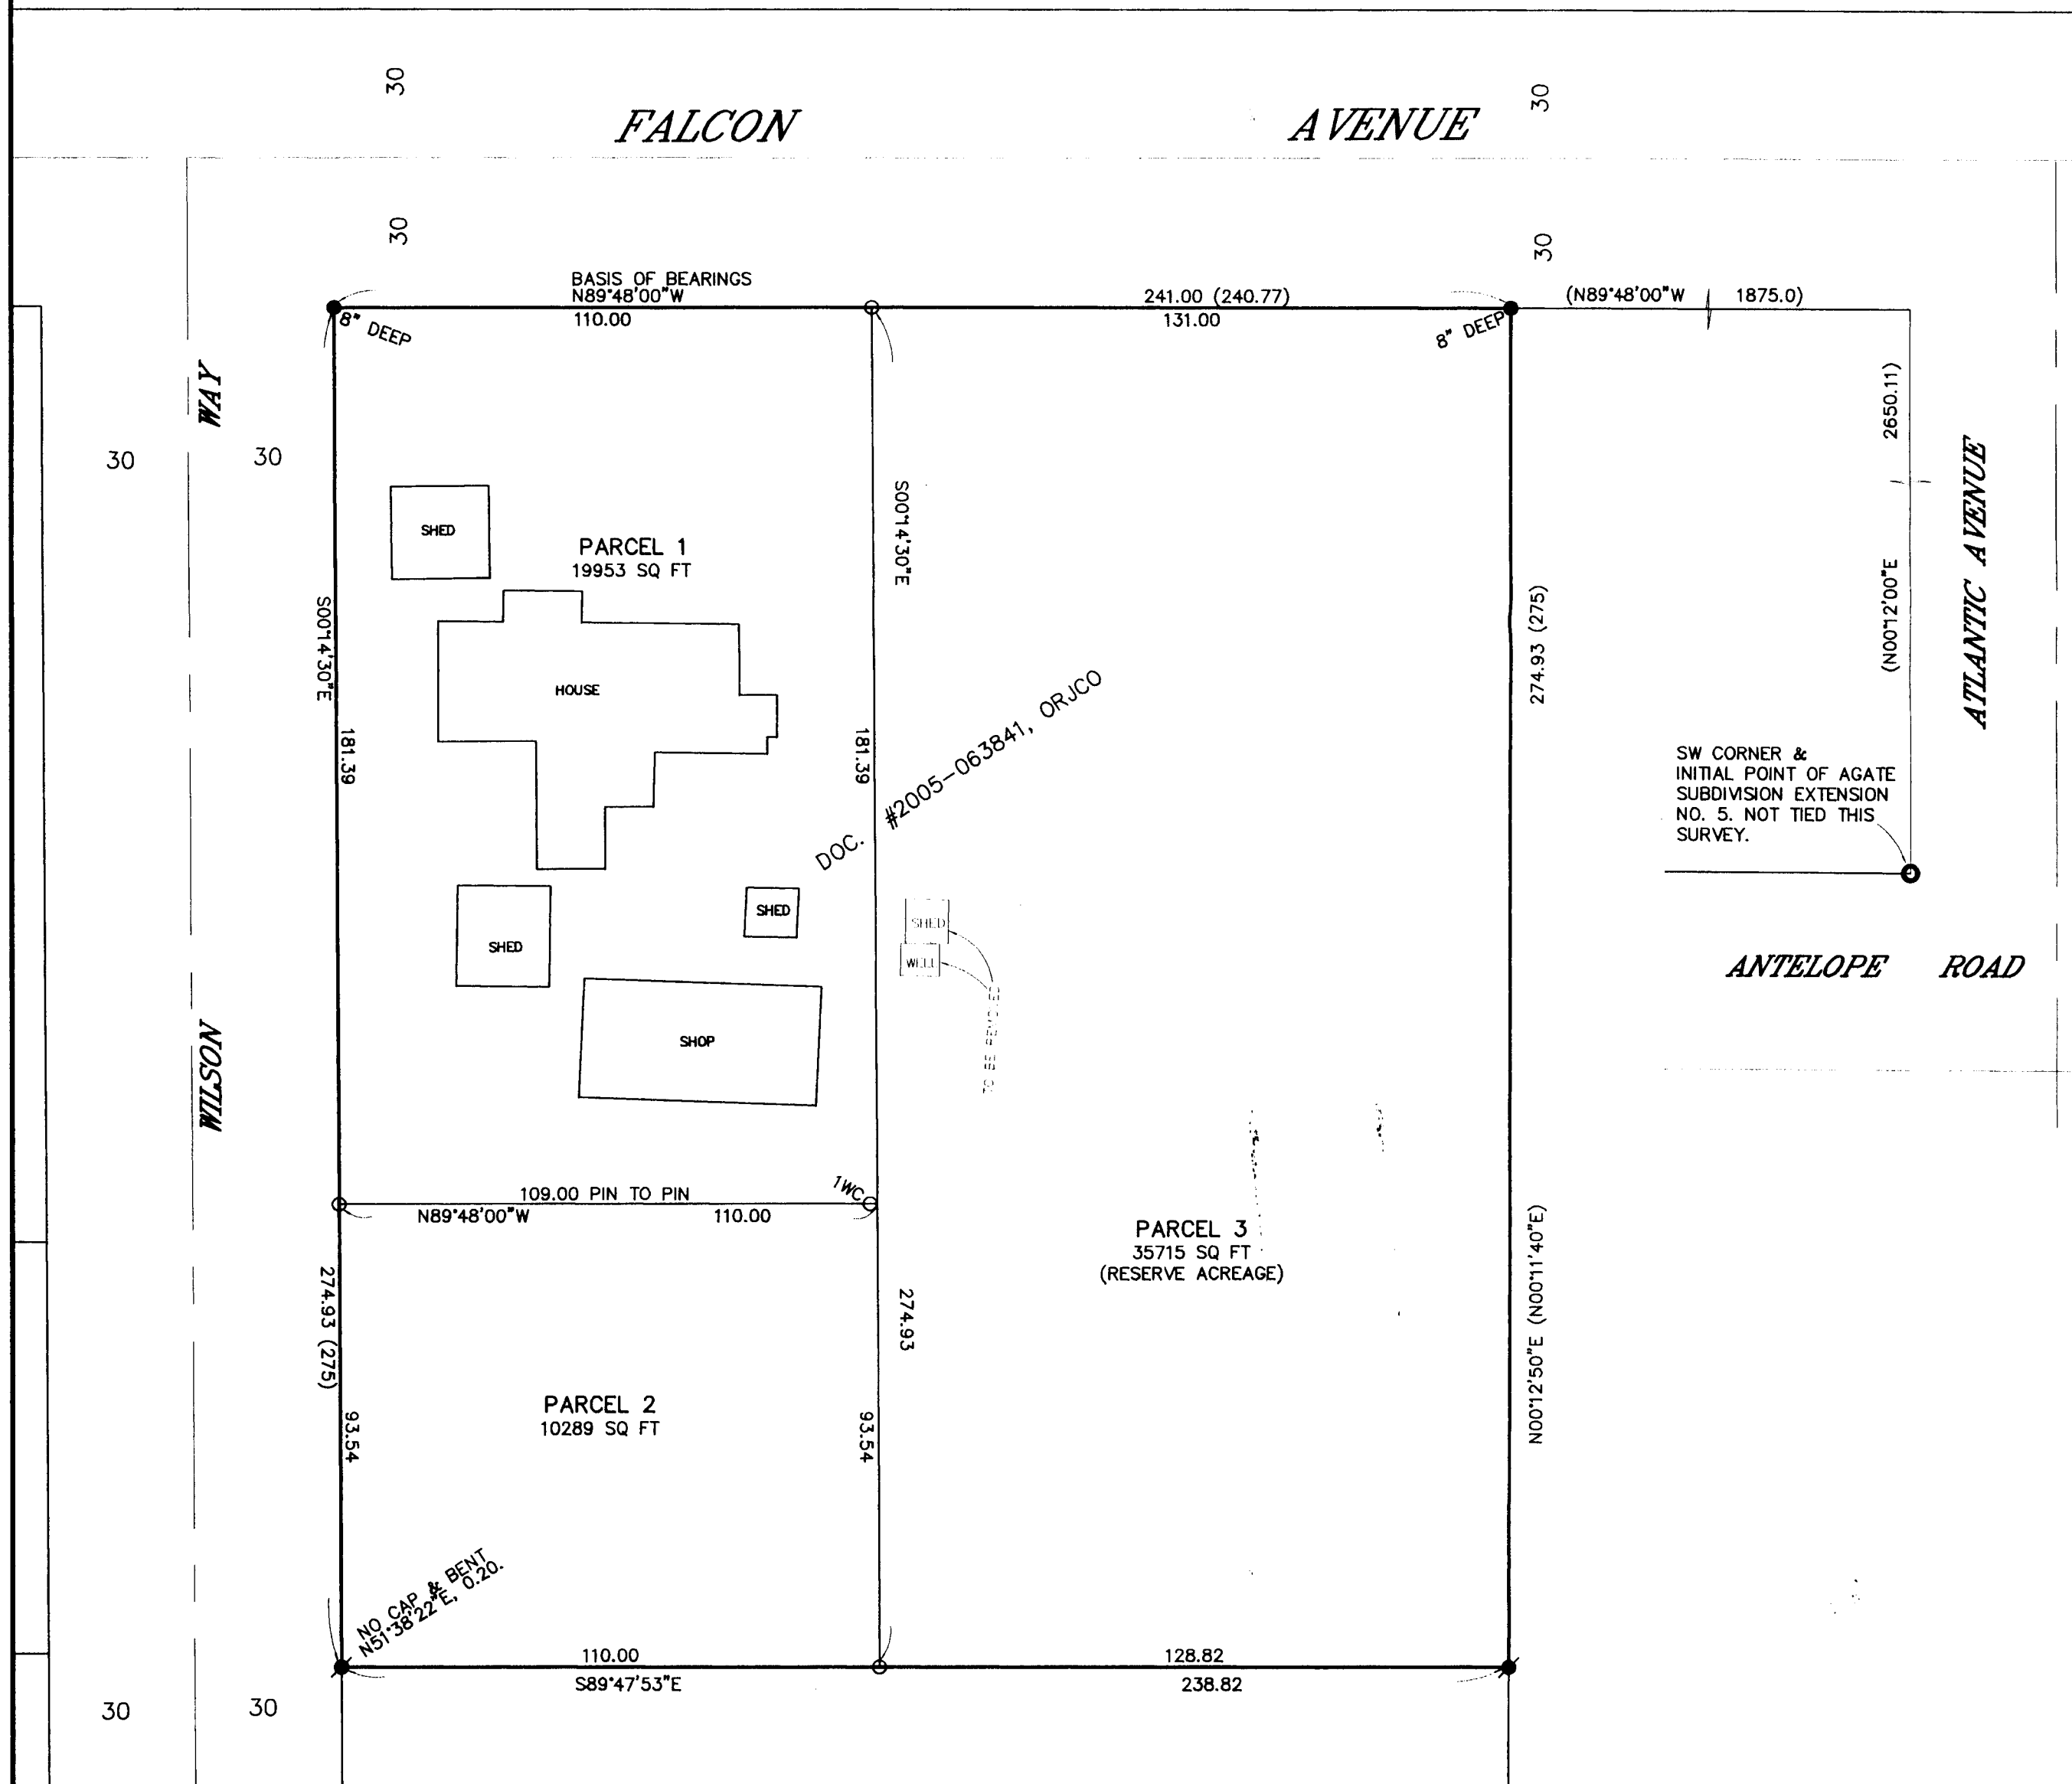 30
30
FALCON AVENUE
30
30
BASIS OF BEARINGS
N89°48'00"W
110.00
241.00 (240.77)
131.00
(N89°48'00"W 1875.0)
8" DEEP
8" DEEP
WILSON WAY
30
30
SHED
PARCEL 1
19953 SQ FT
S00°14'30"E
S00°14'30"E
HOUSE
181.39
181.39
DOC. #2005-063841, ORJCO
274.93 (275)
2650.11)
(N00°12'00"E
ATLANTIC AVENUE
SW CORNER &
INITIAL POINT OF AGATE
SUBDIVISION EXTENSION
NO. 5. NOT TIED THIS
SURVEY.
ANTELOPE ROAD
SHED
SHED
SHED
WELL
TO BE REMOVED
SHOP
109.00 PIN TO PIN
1WC
N89°48'00"W
110.00
PARCEL 3
35715 SQ FT
(RESERVE ACREAGE)
N00°12'50"E (N00°11'40"E)
274.93 (275)
274.93
PARCEL 2
10289 SQ FT
93.54
93.54
NO CAP & BENT
N51°38'22"E, 0.20.
110.00
S89°47'53"E
128.82
238.82
30
30